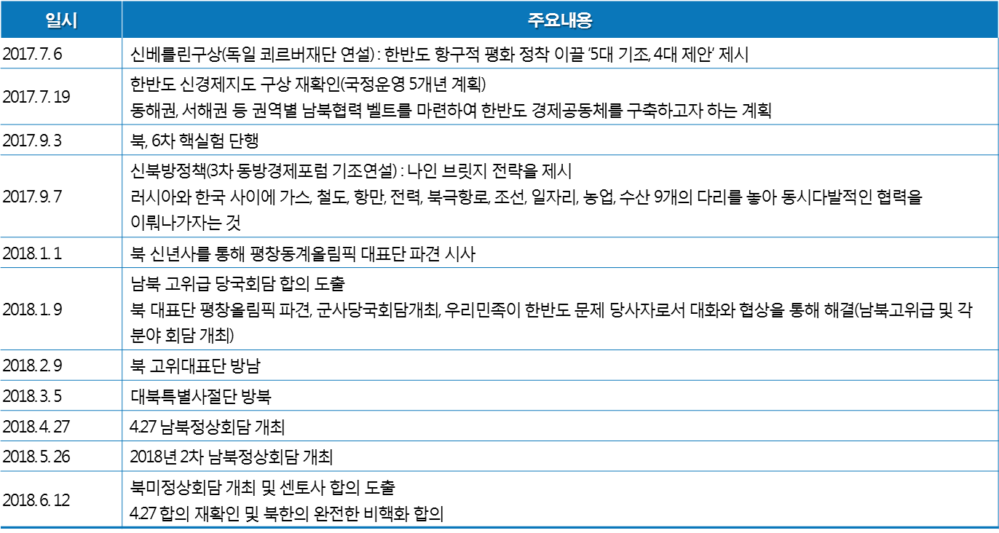 일시 주요내용
2017. 7. 6 신베를린구상(독일 쾨르버재단 연설) : 한반도 항구적 평화 정착 이끌 ‘5대 기조, 4대 제안’ 제시
2017. 7. 19 한반도 신경제지도 구상 재확인(국정운영 5개년 계획)
동해권, 서해권 등 권역별 남북협력 벨트를 마련하여 한반도 경제공동체를 구축하고자 하는 계획
2017. 9. 3 북, 6차 핵실험 단행
2017. 9. 7 신북방정책(3차 동방경제포럼 기조연설) : 나인 브릿지 전략을 제시
러시아와 한국 사이에 가스, 철도, 항만, 전력, 북극항로, 조선, 일자리, 농업, 수산 9개의 다리를 놓아 동시다발적인 협력을
이뤄나가자는 것
2018. 1. 1 북 신년사를 통해 평창동계올림픽 대표단 파견 시사
2018. 1. 9 남북 고위급 당국회담 합의 도출
북 대표단 평창올림픽 파견, 군사당국회담개최, 우리민족이 한반도 문제 당사자로서 대화와 협상을 통해 해결(남북고위급 및 각
분야 회담 개최)
2018. 2. 9 북 고위대표단 방남
2018. 3. 5 대북특별사절단 방북
2018. 4. 27 4.27 남북정상회담 개최
2018. 5. 26 2018년 2차 남북정상회담 개최
2018. 6. 12 북미정상회담 개최 및 센토사 합의 도출
4.27 합의 재확인 및 북한의 완전한 비핵화 합의